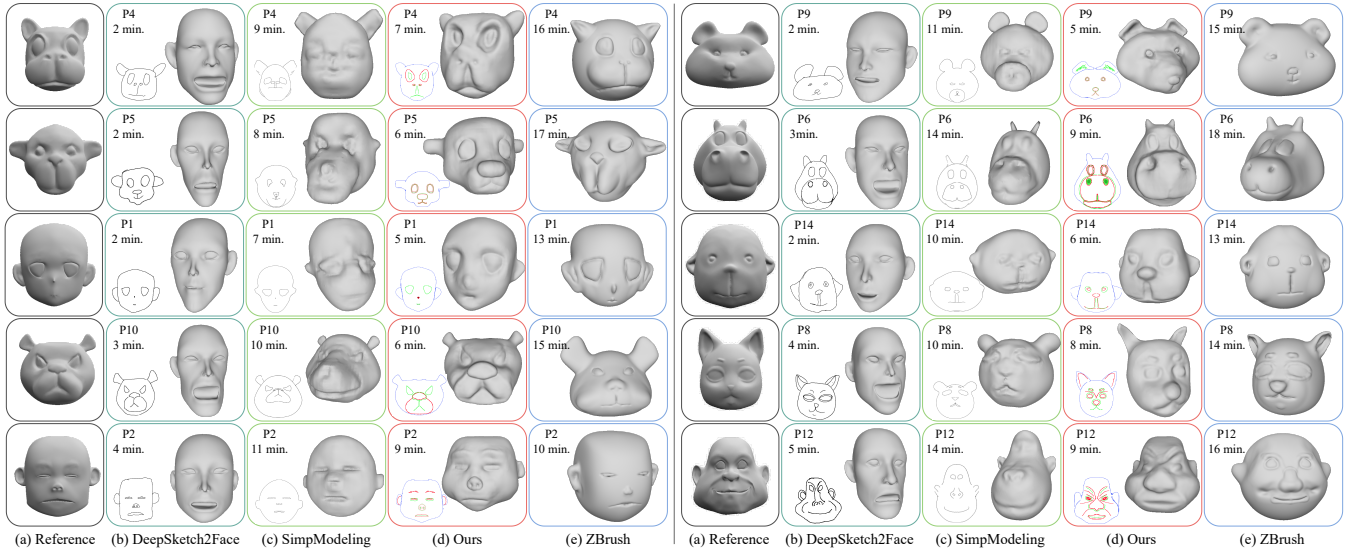 P4 P4 P4 P4 P9 P9 P9 P9
2 min. 9 min. 7 min. 16 min. 2 min. 11 min. 5 min. 15 min.
P5 P5 P5 P5 P6 P6 P6 P6
2 min. 8 min. 6 min. 17 min. 3min. 14 min. 9 min. 18 min.
P1 P1 P1 P1 P14 P14 P14 P14
2 min. 7 min. 5 min. 13 min. 2 min. 10 min. 6 min. 13 min.
P10 P10 P10 P10 P8 P8 P8 P8
3 min. 10 min. 6 min. 15 min. 4 min. 10 min. 8 min. 14 min.
P2 P2 P2 P2 P12 P12 P12 P12
4 min. 11 min. 9 min. 10 min. 5 min. 14 min. 9 min. 16 min.
(a) Reference (b) DeepSketch2Face (c) SimpModeling (d) Ours (e) ZBrush (a) Reference (b) DeepSketch2Face (c) SimpModeling (d) Ours (e) ZBrush